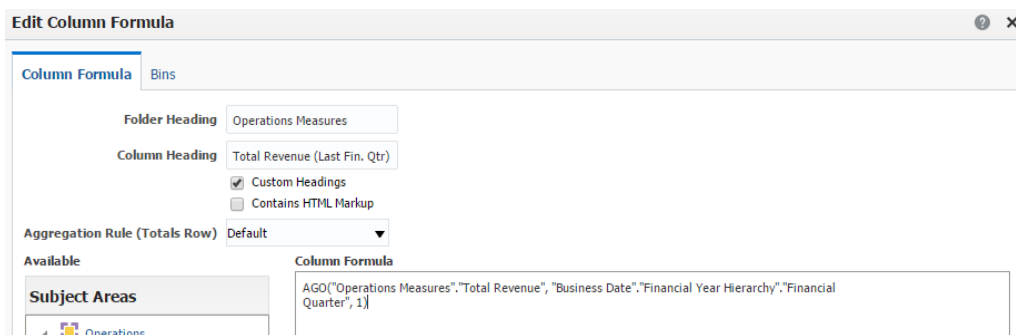 Edit Column Formula
Column Formula
Bins
Folder Heading
Operations Measures
Column Heading
Total Revenue (Last Fin. Qtr)
Custom Headings
Contains HTML Markup
Aggregation Rule (Totals Row)
Default
Available
Column Formula
Subject Areas
AGO("Operations Measures"."Total Revenue", "Business Date"."Financial Year Hierarchy"."Financial
Quarter", 1)
Operations